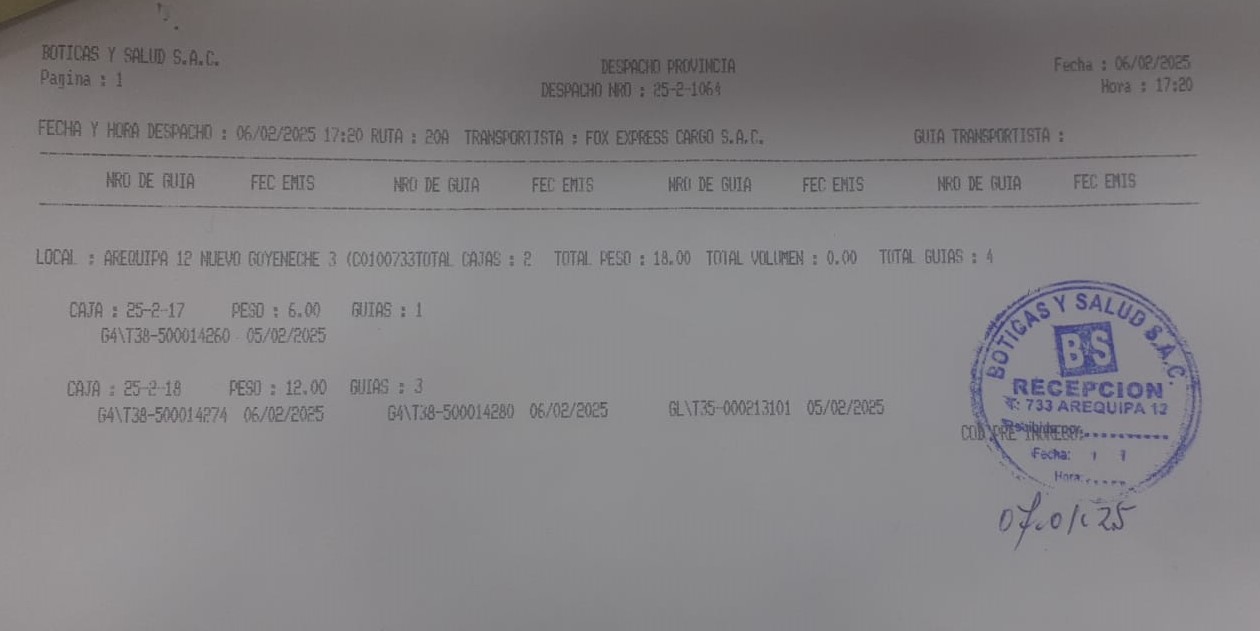 BOTICAS Y SALUD S.A.C.
DESPACHO PROVINCIA
Fecha : 06/02/2025
Pagina : 1
DESPACHO NRO : 25-2-1064
Hora : 17:20
FECHA Y HORA DESPACHO : 06/02/2025 17:20 RUTA : 20A TRANSPORTISTA : FOX EXPRESS CARGO S.A.C. GUIA TRANSPORTISTA :
NRO DE GUIA FEC EMIS NRO DE GUIA FEC EMIS NRO DE GUIA FEC EMIS NRO DE GUIA FEC EMIS
LOCAL : AREQUIPA 12 NUEVO GOYENECHE 3 (C0100733TOTAL CAJAS : 2 TOTAL PESO : 18.00 TOTAL VOLUMEN : 0.00 TOTAL GUIAS : 4
CAJA : 25-2-17 PESO : 6.00 GUIAS : 1
G4\T38-500014260 05/02/2025
CAJA : 25-2-18 PESO : 12.00 GUIAS : 3
G4\T38-500014274 06/02/2025 G4\T38-500014280 06/02/2025 GL\T35-000213101 05/02/2025
COD PRE INGRESO:
BOTICAS Y SALUD S.A.C.
BS
RECEPCION
733 AREQUIPA 12
Recibido por:
Fecha:
Hora:
07.01.25